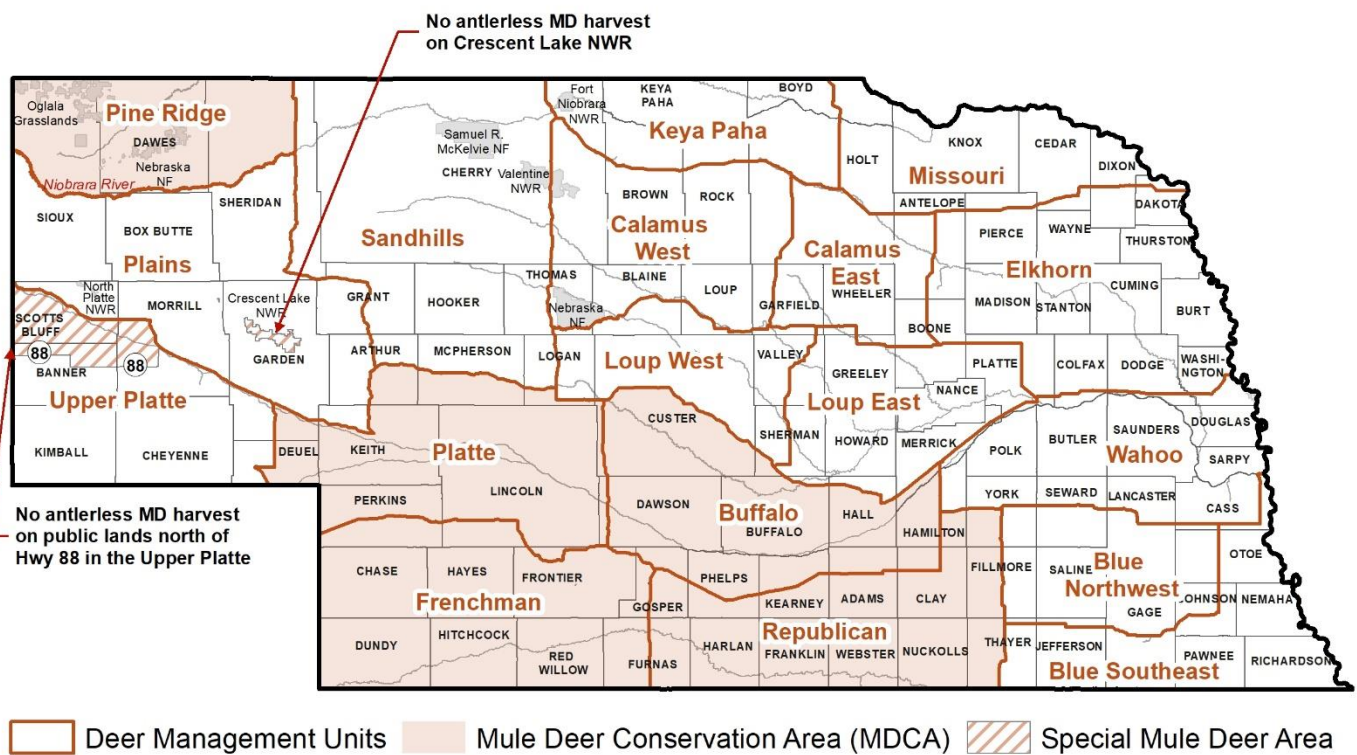 No antlerless MD harvest
on Crescent Lake NWR
Oglala
Grasslands
Pine Ridge
DAWES
Nebraska
NF
Niobrara River
SIOUX
SHERIDAN
BOX BUTTE
Plains
North
Platte
NWR
MORRILL
Crescent Lake
NWR
SCOTTS
BLUFF
88
88
BANNER
GARDEN
Upper Platte
KIMBALL
CHEYENNE
DEUEL
No antlerless MD harvest
on public lands north of
Hwy 88 in the Upper Platte
Samuel R.
McKelvie NF
CHERRY
Valentine
NWR
Fort
Niobrara
NWR
Sandhills
GRANT
HOOKER
THOMAS
Nebraska
NF
ARTHUR
MCPHERSON
LOGAN
KEYA
PAHA
BOYD
Keya Paha
HOLT
BROWN
ROCK
Calamus
West
BLAINE
LOUP
GARFIELD
Calamus
East
WHEELER
BOONE
KNOX
CEDAR
DIXON
Missouri
ANTELOPE
DAKOTA
PIERCE
WAYNE
THURSTON
Elkhorn
MADISON
STANTON
CUMING
BURT
PLATTE
COLFAX
DODGE
WASHI-
NGTON
Loup West
VALLEY
GREELEY
NANCE
Loup East
CUSTER
SHERMAN
HOWARD
MERRICK
POLK
BUTLER
SAUNDERS
DOUGLAS
Wahoo
SARPY
YORK
SEWARD
LANCASTER
CASS
OTOE
KEITH
Platte
PERKINS
LINCOLN
DAWSON
Buffalo
BUFFALO
HALL
HAMILTON
CHASE
HAYES
FRONTIER
Frenchman
GOSPER
PHELPS
KEARNEY
ADAMS
CLAY
FILLMORE
SALINE
Blue
Northwest
GAGE
JOHNSON
NEMAHA
DUNDY
HITCHCOCK
RED
WILLOW
FURNAS
HARLAN
Republican
FRANKLIN
WEBSTER
NUCKOLLS
THAYER
JEFFERSON
PAWNEE
RICHARDSON
Blue Southeast
Deer Management Units
Mule Deer Conservation Area (MDCA)
Special Mule Deer Area